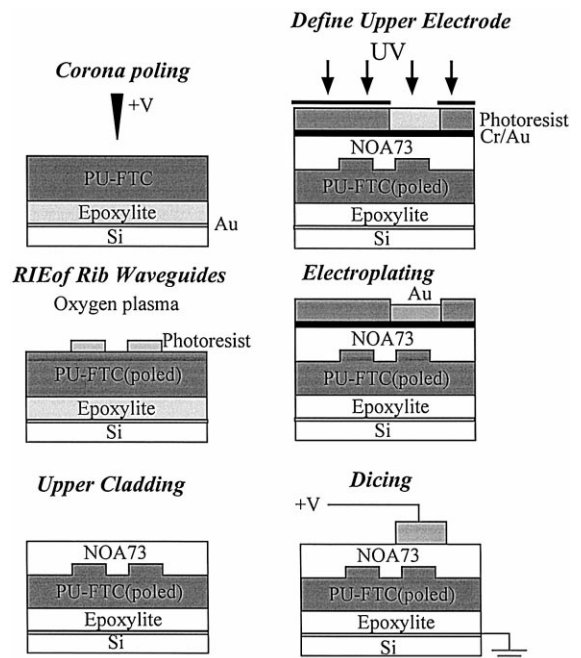 Corona poling
+V
PU-FTC
Epoxylite
Au
Si
RIEof Rib Waveguides
Oxygen plasma
Photoresist
PU-FTC(poled)
Epoxylite
Si
Upper Cladding
NOA73
PU-FTC(poled)
Epoxylite
Si
Define Upper Electrode
UV
Photoresist
Cr/Au
NOA73
PU-FTC(poled)
Epoxylite
Si
Electroplating
Au
NOA73
PU-FTC(poled)
Epoxylite
Si
Dicing
+V
NOA73
PU-FTC(poled)
Epoxylite
Si